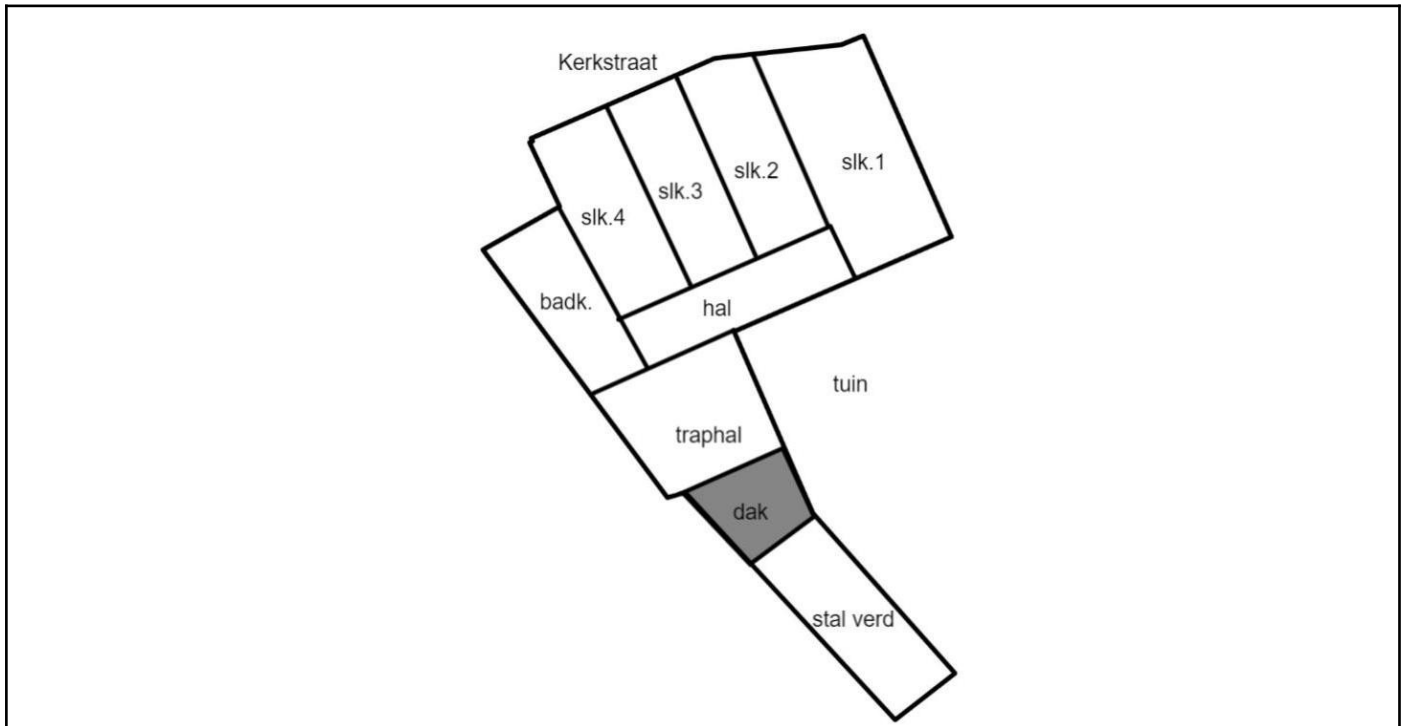 Kerkstraat
slk.1
slk.2
slk.3
slk.4
badk.
hal
tuin
traphal
dak
stal verd